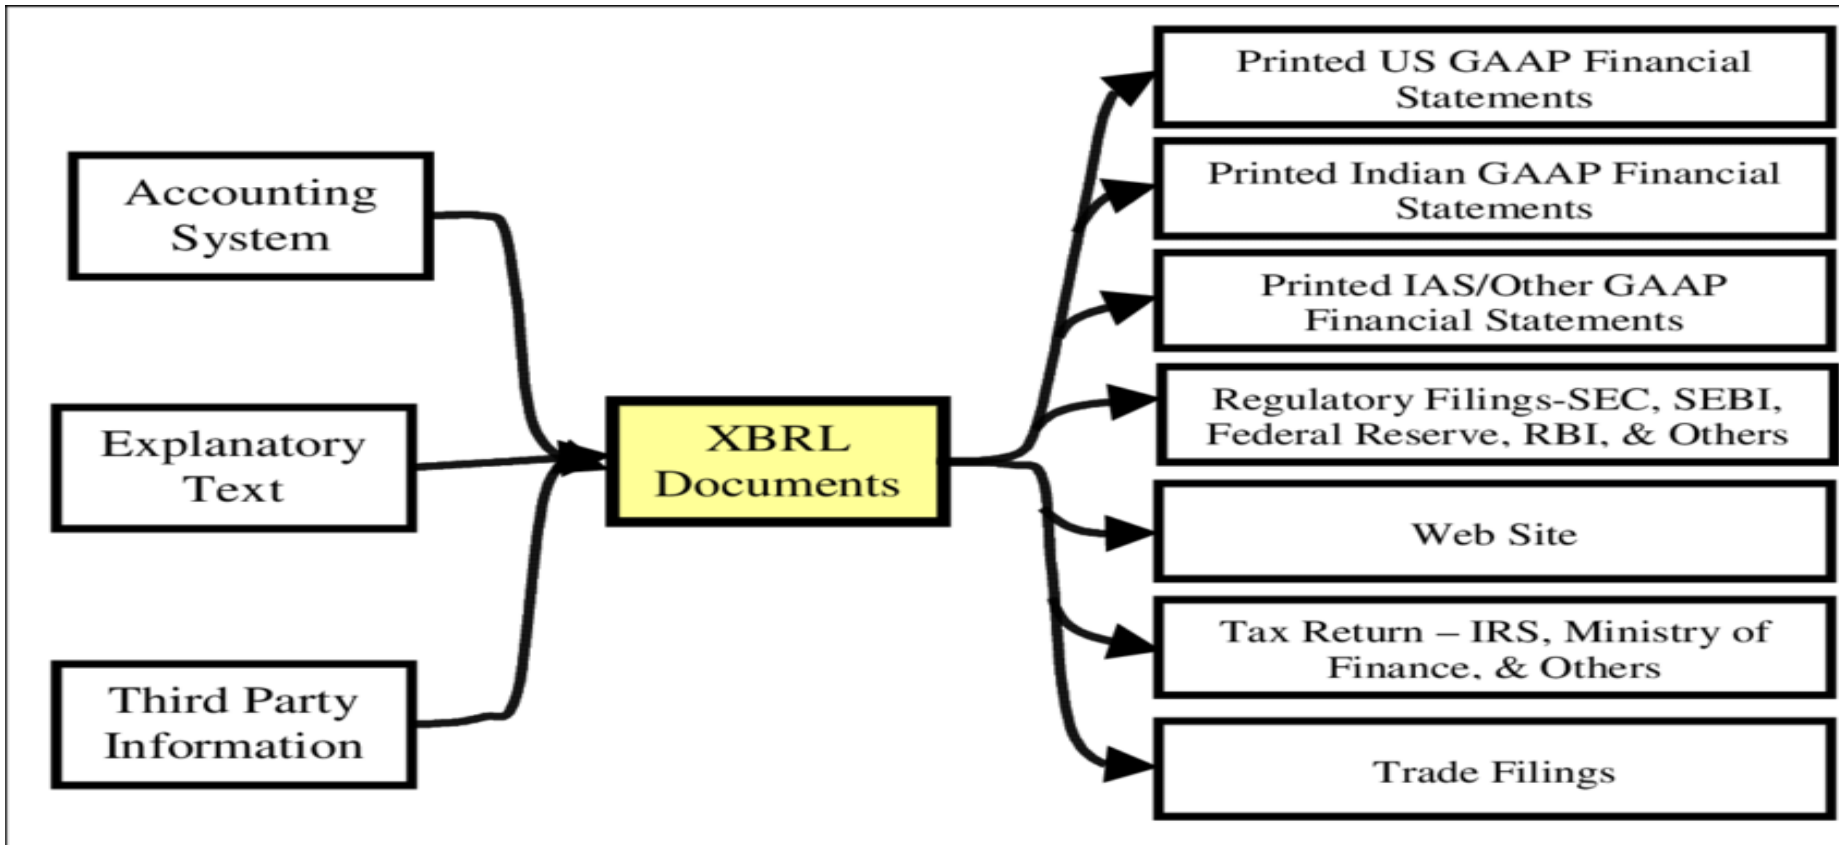 Accounting
System
Explanatory
Text
Third Party
Information
XBRL
Documents
Printed US GAAP Financial
Statements
Printed Indian GAAP Financial
Statements
Printed IAS/Other GAAP
Financial Statements
Regulatory Filings-SEC, SEBI,
Federal Reserve, RBI, & Others
Web Site
Tax Return – IRS, Ministry of
Finance, & Others
Trade Filings